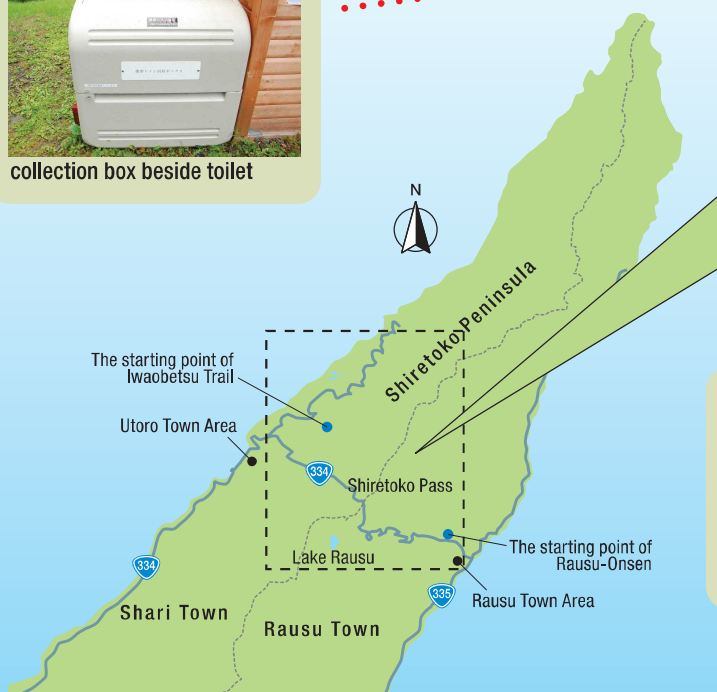 collection box beside toilet
N
Shiretoko Peninsula
The starting point of
Iwaobetsu Trail
Utoro Town Area
334
Shiretoko Pass
Lake Rausu
The starting point of
Rausu-Onsen
334
335
Rausu Town Area
Shari Town
Rausu Town